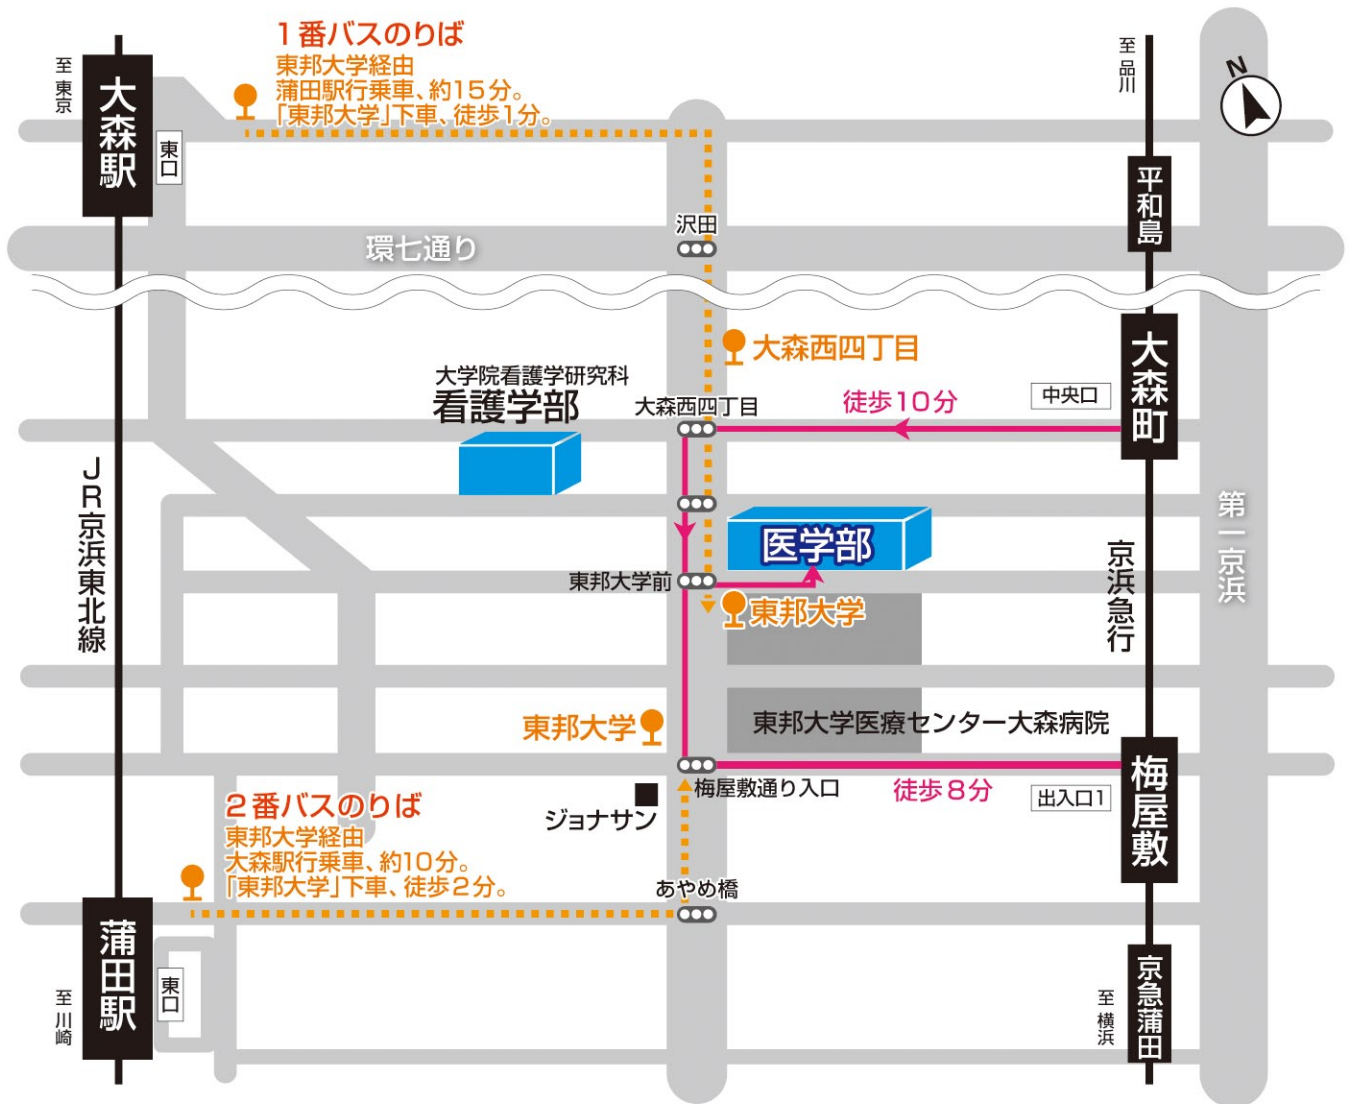 1番バスのりば
東邦大学経由
蒲田駅行乗車、約15分。
「東邦大学」下車、徒歩1分。
至 東京
大森駅
東口
至 品川
N
平和島
沢田
環七通り
大森西四丁目
大学院看護学研究科
看護学部
大森西四丁目
徒歩10分
中央口
大森町
JR京浜東北線
医学部
東邦大学前
東邦大学
京浜急行
第一京浜
東邦大学
東邦大学医療センター大森病院
梅屋敷通り入口
徒歩8分
出入口1
梅屋敷
ジョナサン
2番バスのりば
東邦大学経由
大森駅行乗車、約10分。
「東邦大学」下車、徒歩2分。
あやめ橋
蒲田駅
東口
至 川崎
至 横浜
京急蒲田